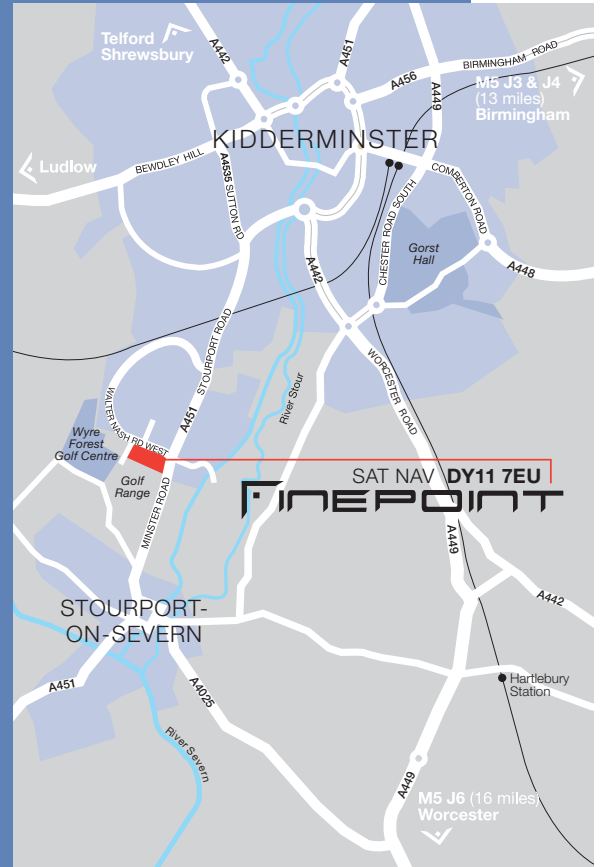 Telford
Shrewsbury
A442
A451
BIRMINGHAM ROAD
A456
A449
M5 J3 & J4
(13 miles)
Birmingham
KIDDERMINSTER
Ludlow
BEWDLEY HILL
A4535 SUTTON RD
COMBERTON ROAD
CHESTER ROAD SOUTH
Gorst
Hall
A448
A442
STOURPORT ROAD
A451
WORCESTER ROAD
River Stour
WALTER NASH RD WEST
Wyre
Forest
Golf Centre
Golf
Range
MINSTER ROAD
SAT NAV DY11 7EU
FINEPOINT
A449
A442
STOURPORT-
ON-SEVERN
Hartlebury
Station
A451
A4025
River Severn
A449
M5 J6 (16 miles)
Worcester